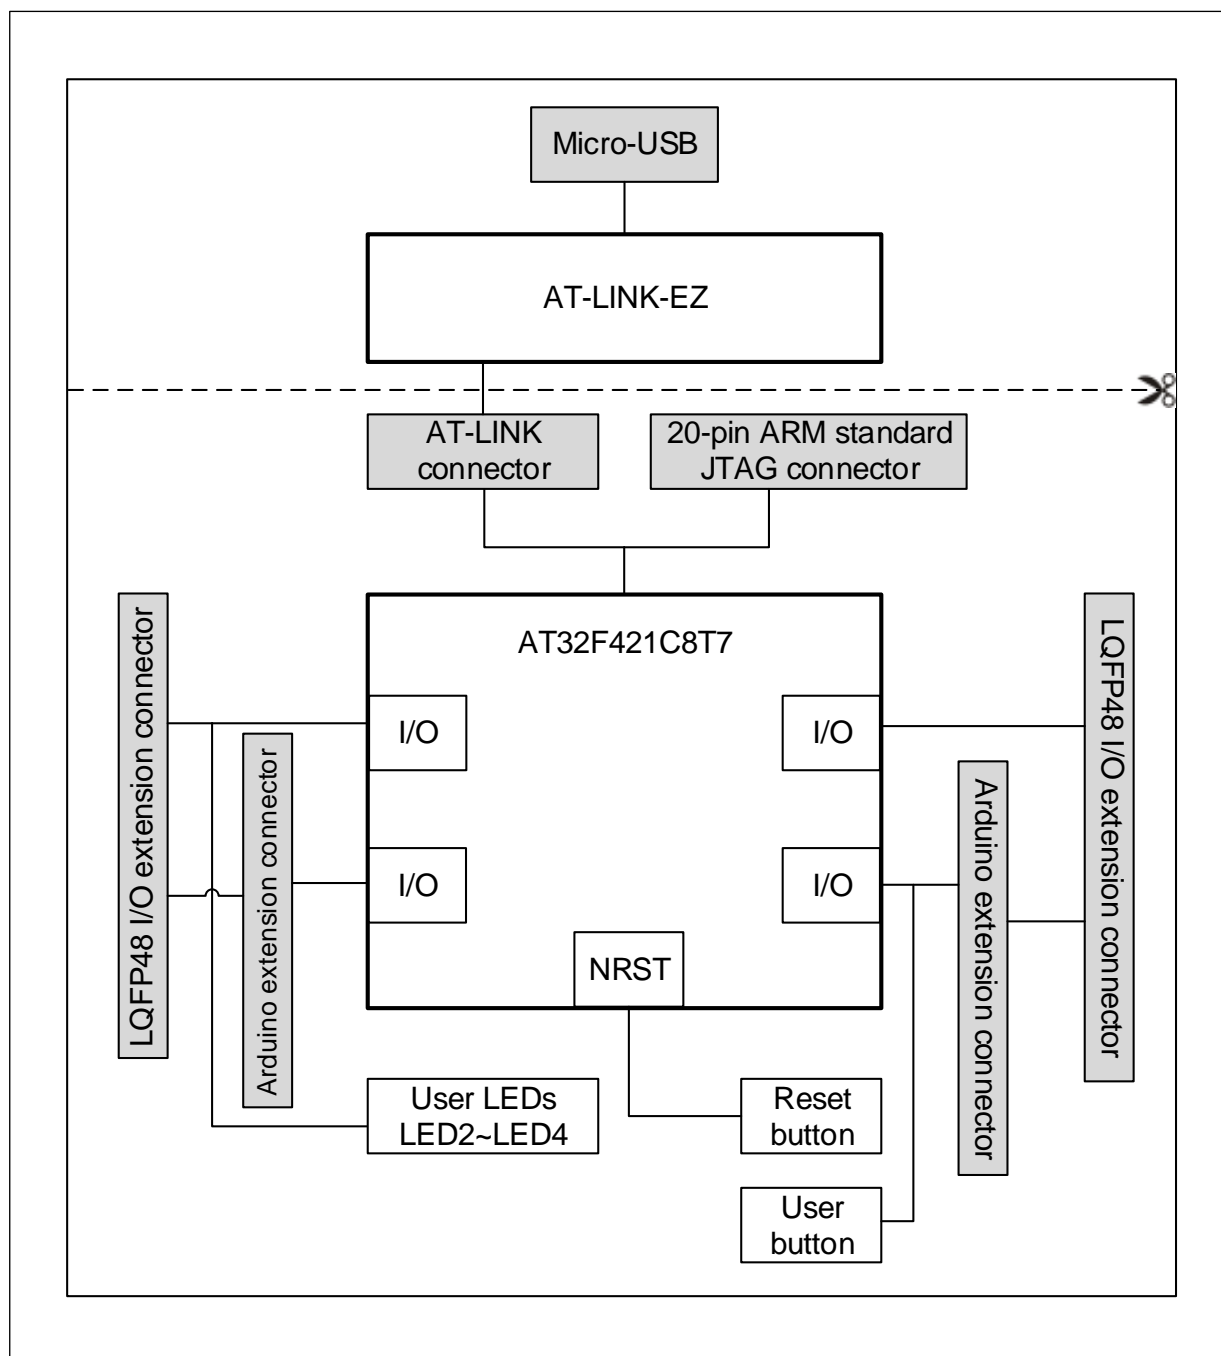 Micro-USB
AT-LINK-EZ
AT-LINK
connector
20-pin ARM standard
JTAG connector
AT32F421C8T7
LQFP48 I/O extension connector
Arduino extension connector
I/O
I/O
I/O
I/O
NRST
Arduino extension connector
LQFP48 I/O extension connector
User LEDs
LED2~LED4
Reset
button
User
button